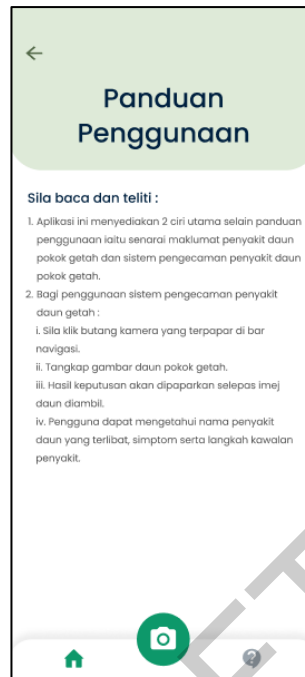 Panduan
Penggunaan
Sila baca dan teliti :
1. Aplikasi ini menyediakan 2 ciri utama selain panduan
penggunaan iaitu senarai maklumat penyakit daun
pokok getah dan sistem pengecaman penyakit daun
pokok getah.
2. Bagi penggunaan sistem pengecaman penyakit
daun getah :
i. Sila klik butang kamera yang terpapar di bar
navigasi.
ii. Tangkap gambar daun pokok getah.
iii. Hasil keputusan akan dipaparkan selepas imej
daun diambil.
iv. Pengguna dapat mengetahui nama penyakit
daun yang terlibat, simptom serta langkah kawalan
penyakit.